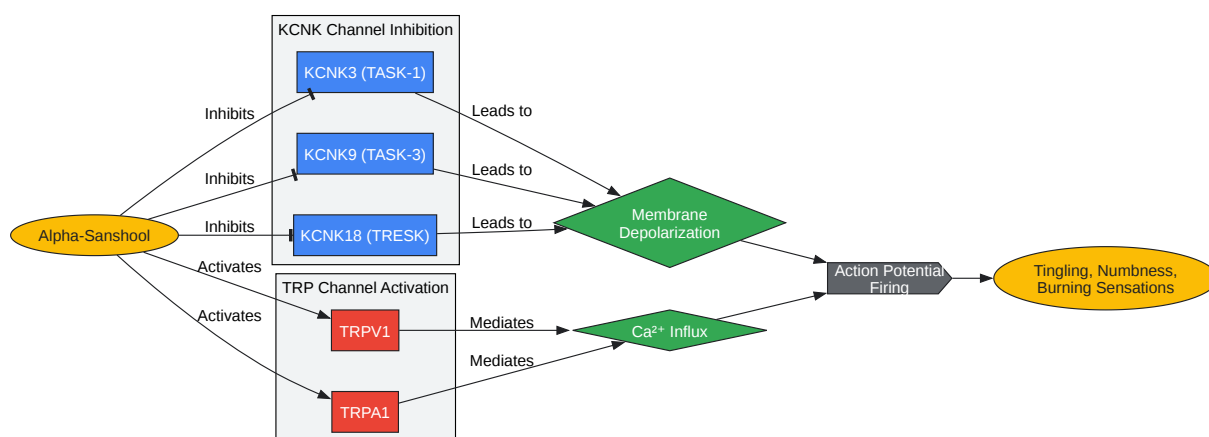 KCNK Channel Inhibition
KCNK3 (TASK-1)
Inhibits
Leads to
KCNK9 (TASK-3)
Inhibits
Leads to
Alpha-Sanshool
Inhibits
KCNK18 (TRESK)
Leads to
Membrane
Depolarization
Activates
TRP Channel Activation
Activates
TRPV1
Mediates
Ca²⁺ Influx
Mediates
TRPA1
Action Potential
Firing
Tingling, Numbness,
Burning Sensations